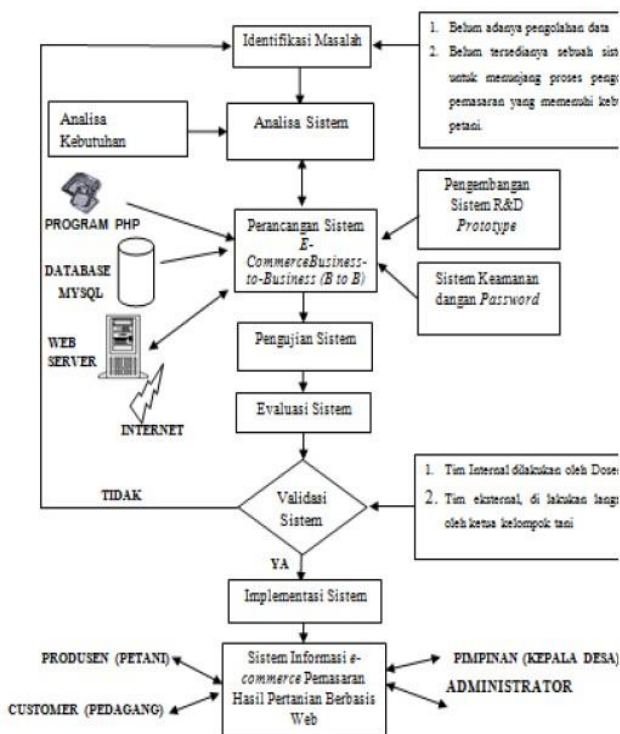 Identifikasi Masalah
1. Belum adanya pengolahan data
2. Belum tersedianya sebuah
untuk menunjang proses
pemasaran yang memenuhi
petani.
Analisa
Kebutuhan
Analisa Sistem
PROGRAM PHP
DATABASE
MYSQL
WEB
SERVER
INTERNET
Perancangan Sistem
E-
CommerceBusiness-
to-Business (B to B)
Pengembangan
Sistem R&D
Prototype
Sistem Keamanan
dangan Password
Pengujian Sistem
Evaluasi Sistem
TIDAK
Validasi
Sistem
1. Tim Internal dilakukan oleh
2. Tim eksternal, di lakukan
oleh ketua kelompok tani
YA
Implementasi Sistem
PRODUSEN (PETANI)
CUSTOMER (PEDAGANG)
Sistem Informasi e-
commerce Pemasaran
Hasil Pertanian Berbasis
Web
PIMPINAN (KEPALA DESA)
ADMINISTRATOR